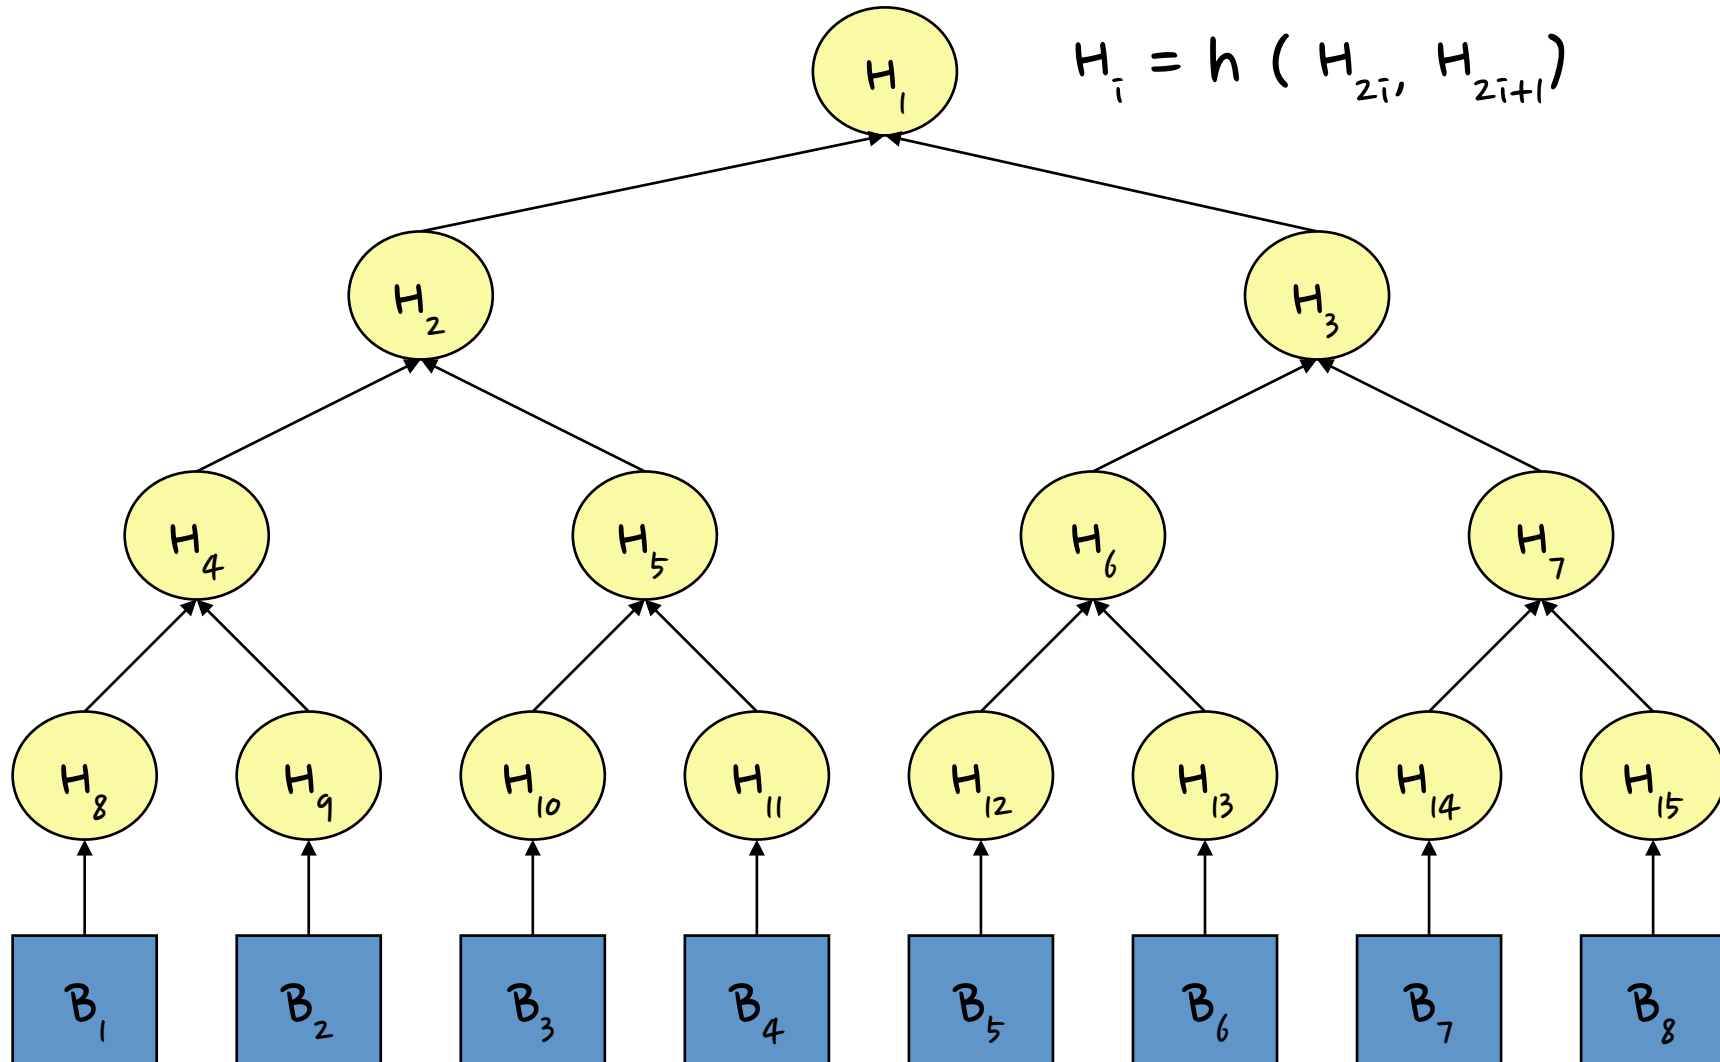 H₁
Hᵢ = h ( H₂ᵢ, H₂ᵢ₊₁)
H₂ H₃
H₄ H₅ H₆ H₇
H₈ H₉ H₁₀ H₁₁ H₁₂ H₁₃ H₁₄ H₁₅
B₁ B₂ B₃ B₄ B₅ B₆ B₇ B₈